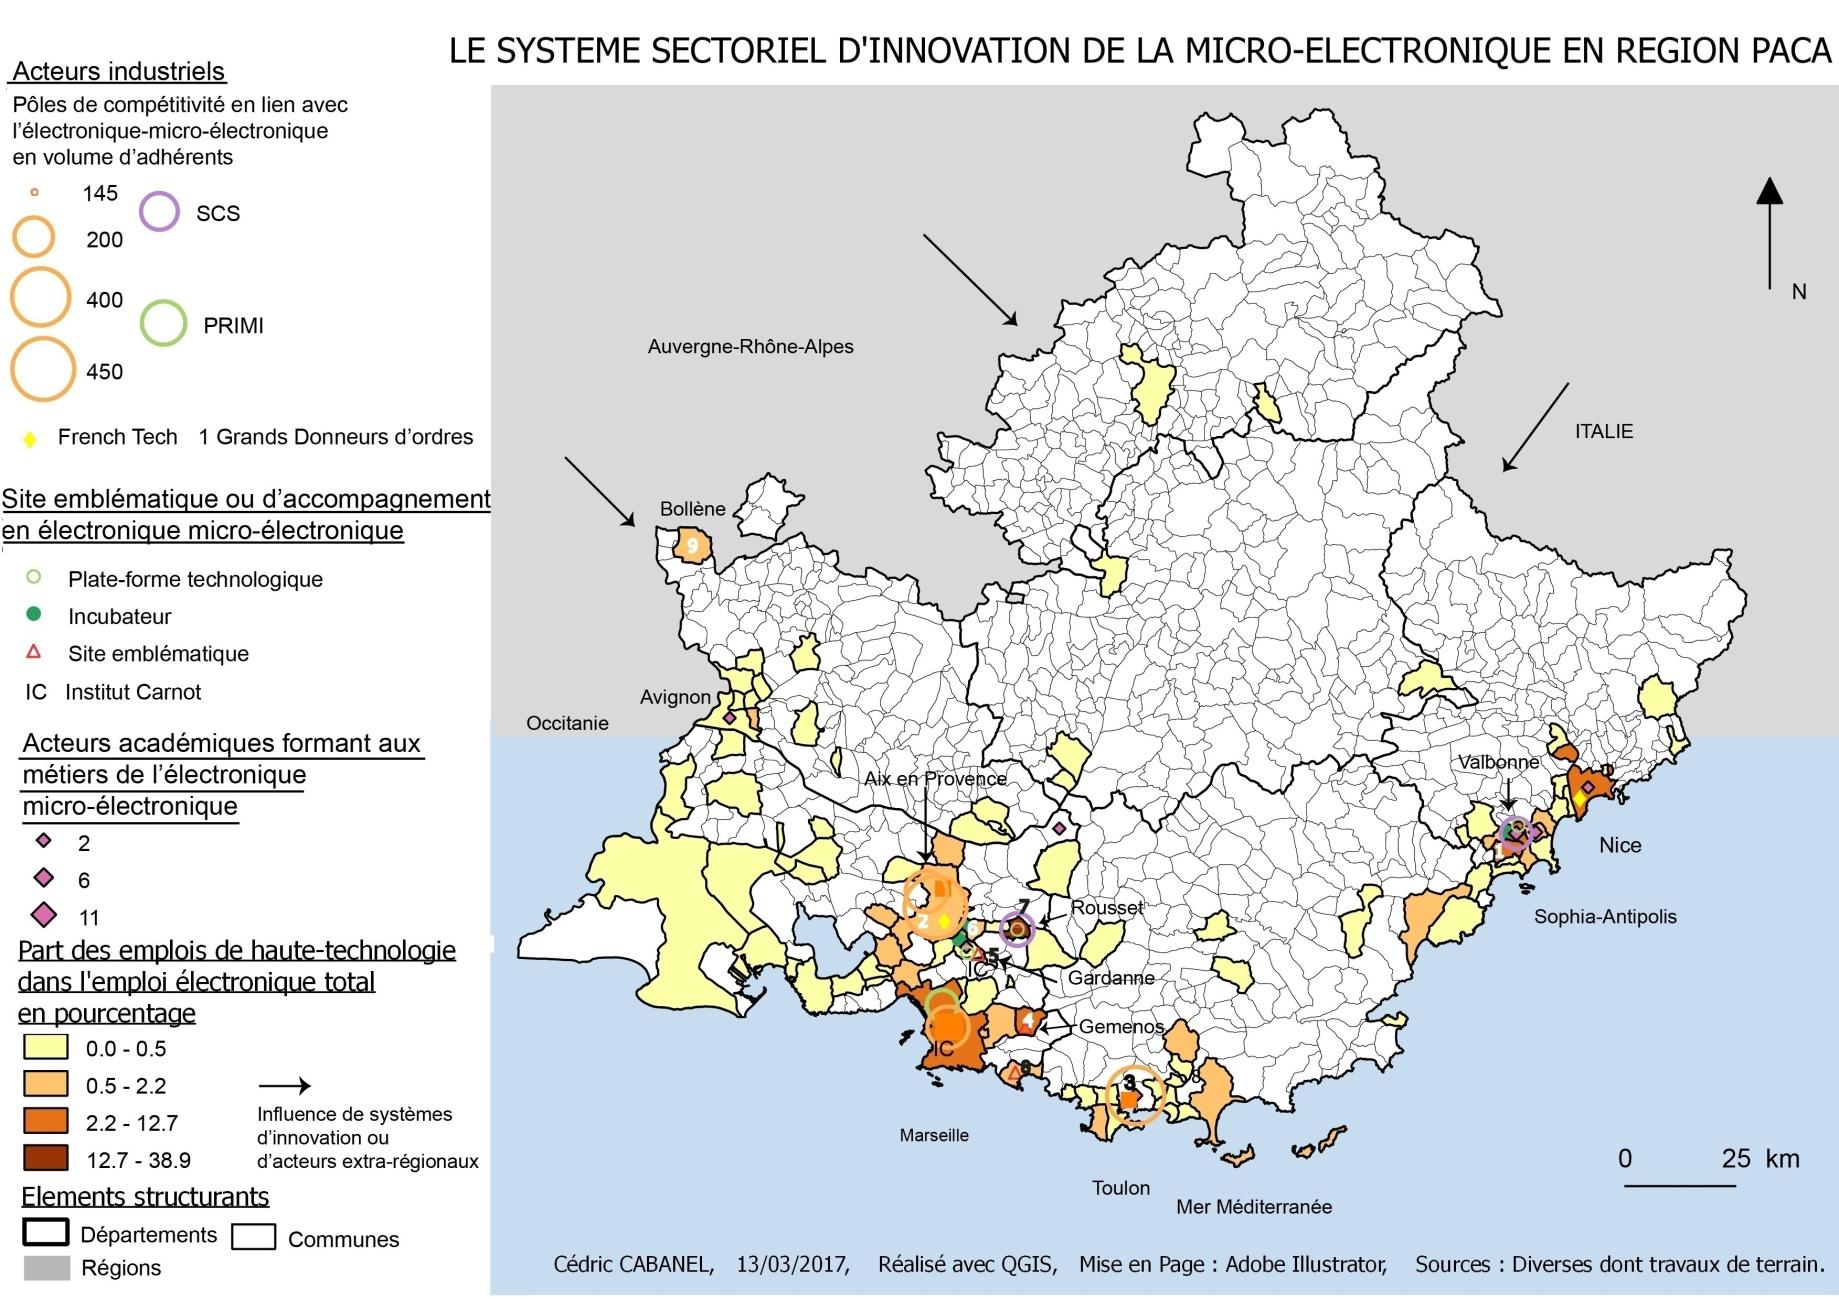 LE SYSTEME SECTORIEL D'INNOVATION DE LA MICRO-ELECTRONIQUE EN REGION PACA
Acteurs industriels
Pôles de compétitivité en lien avec
l’électronique-micro-électronique
en volume d’adhérents
145
SCS
200
400
PRIMI
450
French Tech
1 Grands Donneurs d’ordres
Site emblématique ou d’accompagnement
en électronique micro-électronique
Plate-forme technologique
Incubateur
Site emblématique
IC Institut Carnot
Acteurs académiques formant aux
métiers de l’électronique
micro-électronique
2
6
11
Part des emplois de haute-technologie
dans l'emploi électronique total
en pourcentage
0.0 - 0.5
0.5 - 2.2
2.2 - 12.7
12.7 - 38.9
Influence de systèmes
d’innovation ou
d’acteurs extra-régionaux
Elements structurants
Départements
Communes
Régions
N
Auvergne-Rhône-Alpes
ITALIE
Bollène
9
Avignon
Occitanie
Aix en Provence
Valbonne
Nice
Sophia-Antipolis
2
7
Rousset
6
5
IC
Gardanne
4
Gemenos
IC
8
3
Marseille
Toulon
Mer Méditerranée
0 25 km
Cédric CABANEL, 13/03/2017, Réalisé avec QGIS, Mise en Page : Adobe Illustrator, Sources : Diverses dont travaux de terrain.